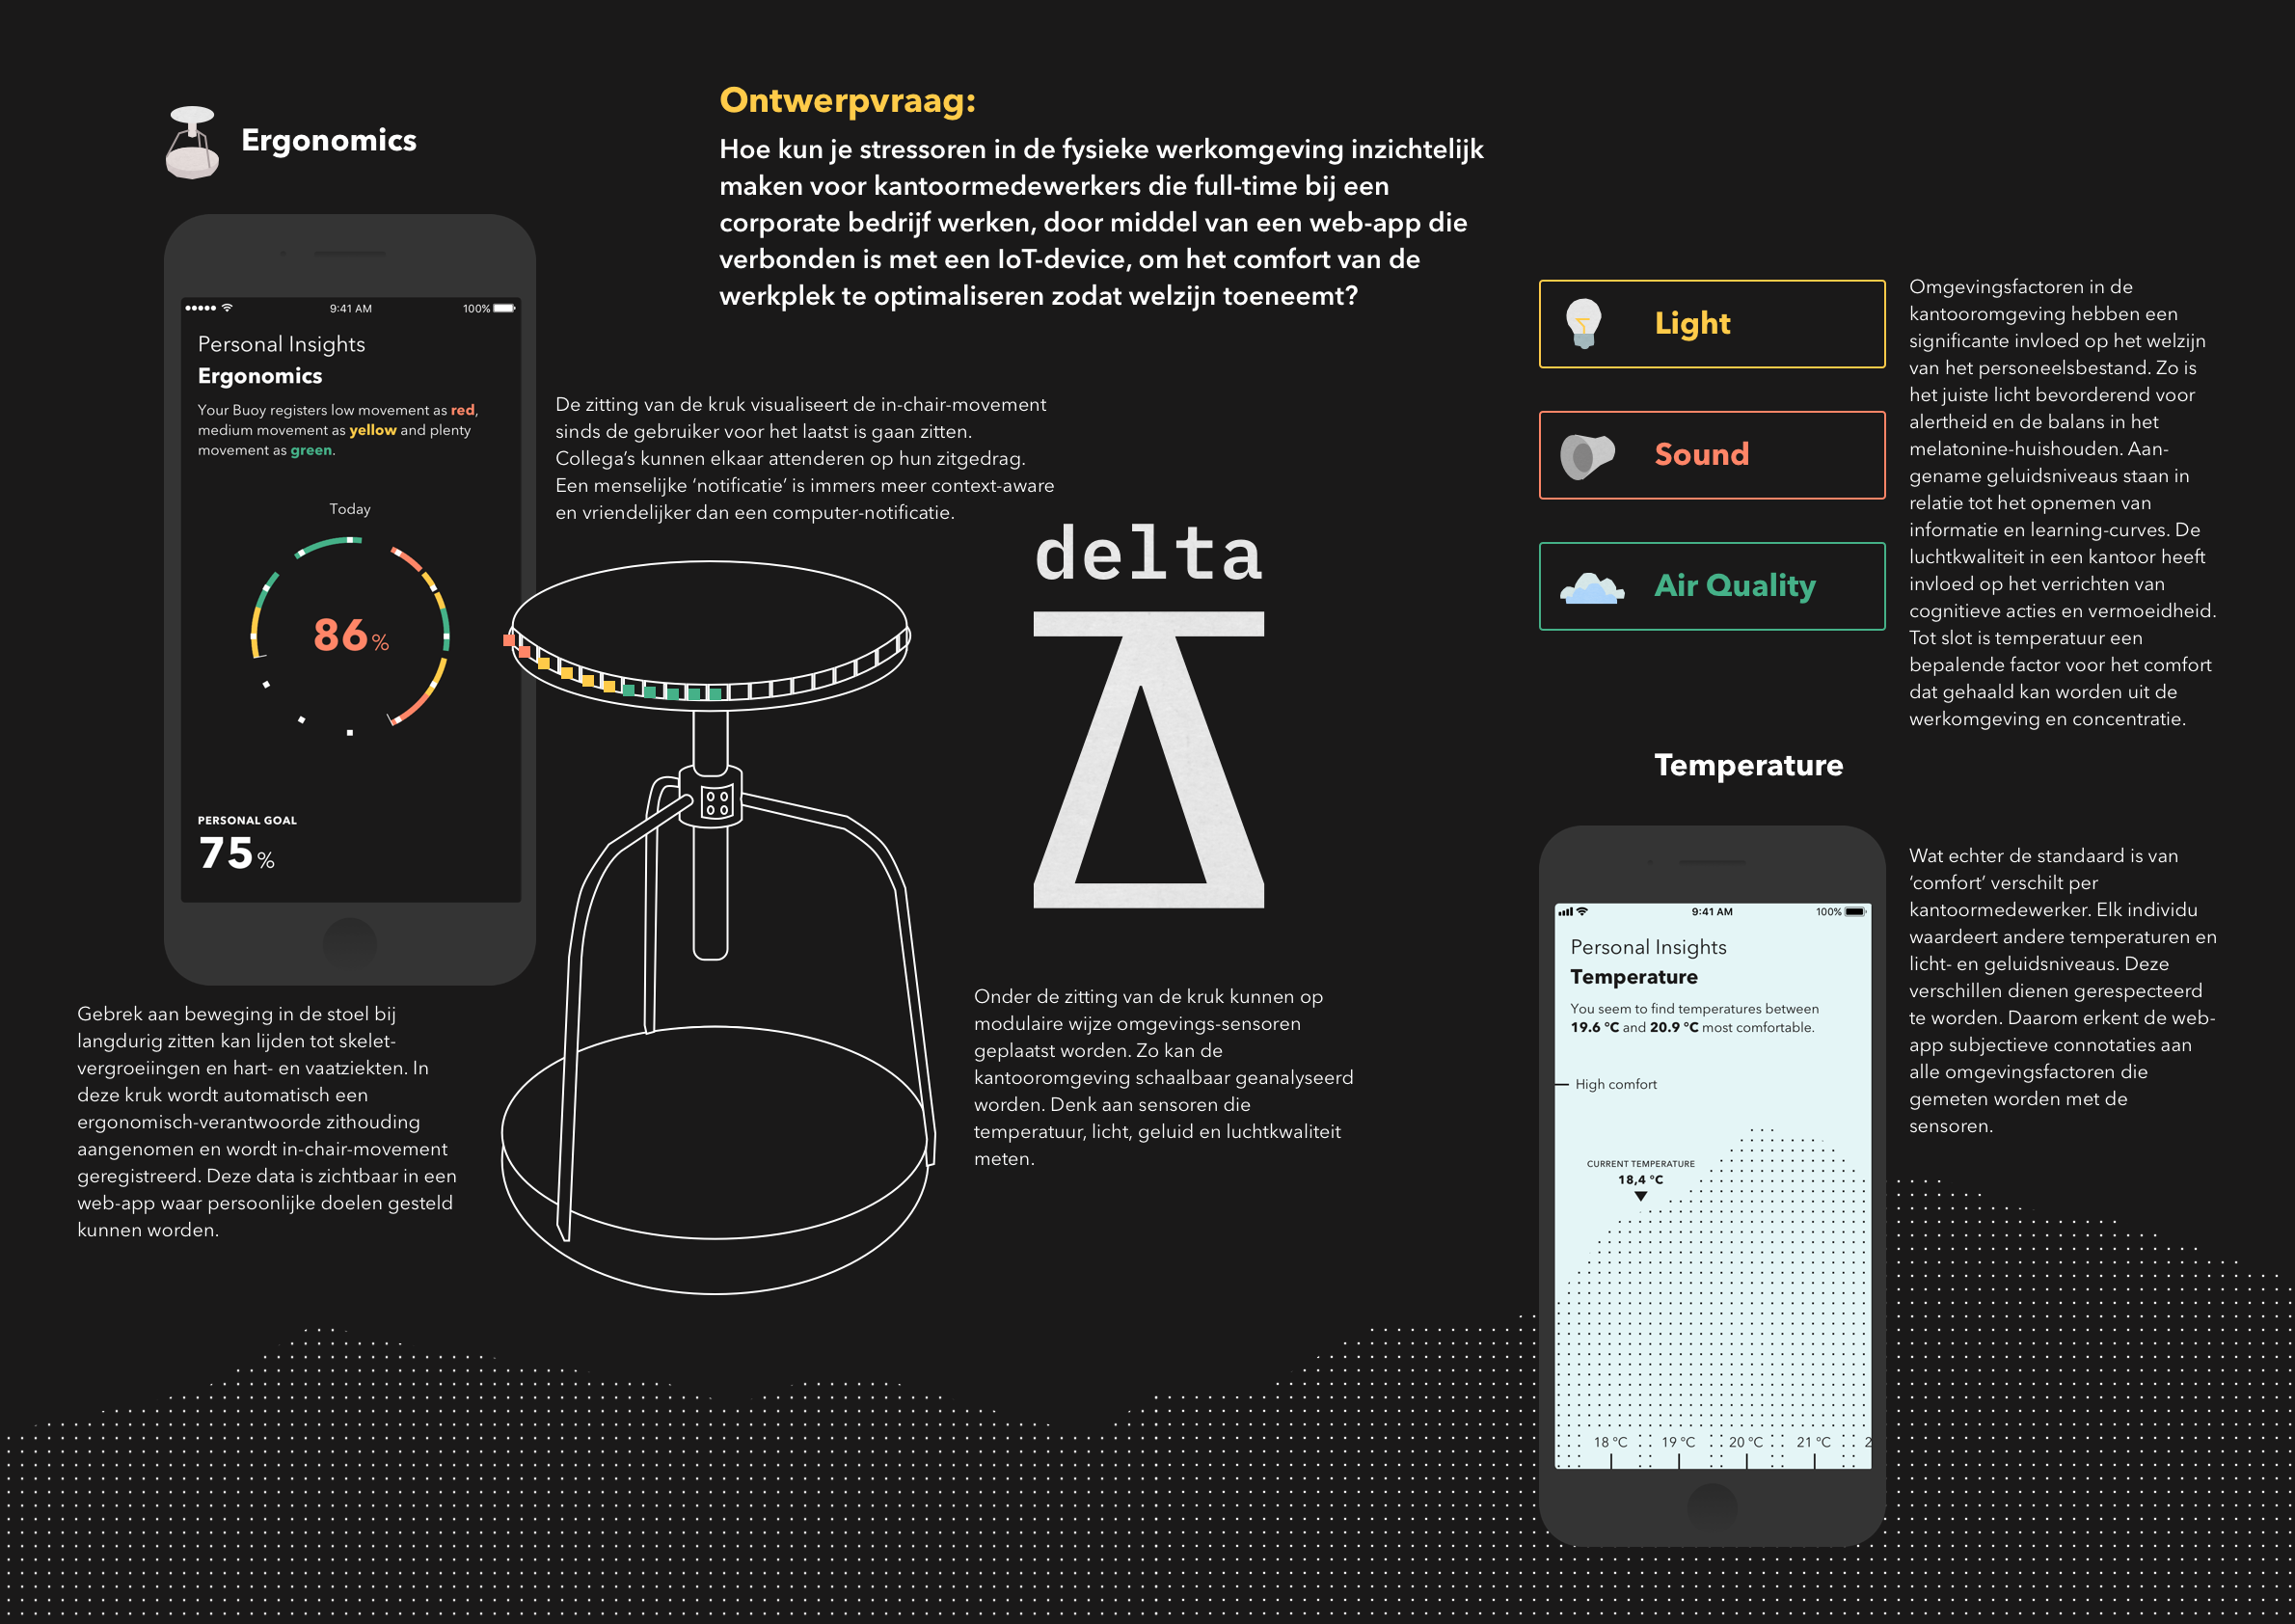 Ergonomics
Ontwerpvraag:
Hoe kun je stressoren in de fysieke werkomgeving inzichtelijk
maken voor kantoormedewerkers die full-time bij een
corporate bedrijf werken, door middel van een web-app die
verbonden is met een IoT-device, om het comfort van de
werkplek te optimaliseren zodat welzijn toeneemt?
9:41 AM 100%
Personal Insights
Ergonomics
Your Buoy registers low movement as red,
medium movement as yellow and plenty
movement as green.
Today
86%
PERSONAL GOAL
75%
De zitting van de kruk visualiseert de in-chair-movement
sinds de gebruiker voor het laatst is gaan zitten.
Collega’s kunnen elkaar attenderen op hun zitgedrag.
Een menselijke ‘notificatie’ is immers meer context-aware
en vriendelijker dan een computer-notificatie.
delta
Gebrek aan beweging in de stoel bij
langdurig zitten kan lijden tot skelet-
vergroeiingen en hart- en vaatziekten. In
deze kruk wordt automatisch een
ergonomisch-verantwoorde zithouding
aangenomen en wordt in-chair-movement
geregistreerd. Deze data is zichtbaar in een
web-app waar persoonlijke doelen gesteld
kunnen worden.
Onder de zitting van de kruk kunnen op
modulaire wijze omgevings-sensoren
geplaatst worden. Zo kan de
kantooromgeving schaalbaar geanalyseerd
worden. Denk aan sensoren die
temperatuur, licht, geluid en luchtkwaliteit
meten.
Light
Sound
Air Quality
Omgevingsfactoren in de
kantooromgeving hebben een
significante invloed op het welzijn
van het personeelsbestand. Zo is
het juiste licht bevorderend voor
alertheid en de balans in het
melatonine-huishouden. Aan-
gename geluidsniveaus staan in
relatie tot het opnemen van
informatie en learning-curves. De
luchtkwaliteit in een kantoor heeft
invloed op het verrichten van
cognitieve acties en vermoeidheid.
Tot slot is temperatuur een
bepalende factor voor het comfort
dat gehaald kan worden uit de
werkomgeving en concentratie.
Temperature
9:41 AM 100%
Personal Insights
Temperature
You seem to find temperatures between
19.6 °C and 20.9 °C most comfortable.
High comfort
CURRENT TEMPERATURE
18,4 °C
18 °C 19 °C 20 °C 21 °C 2
Wat echter de standaard is van
‘comfort’ verschilt per
kantoormedewerker. Elk individu
waardeert andere temperaturen en
licht- en geluidsniveaus. Deze
verschillen dienen gerespecteerd
te worden. Daarom erkent de web-
app subjectieve connotaties aan
alle omgevingsfactoren die
gemeten worden met de
sensoren.